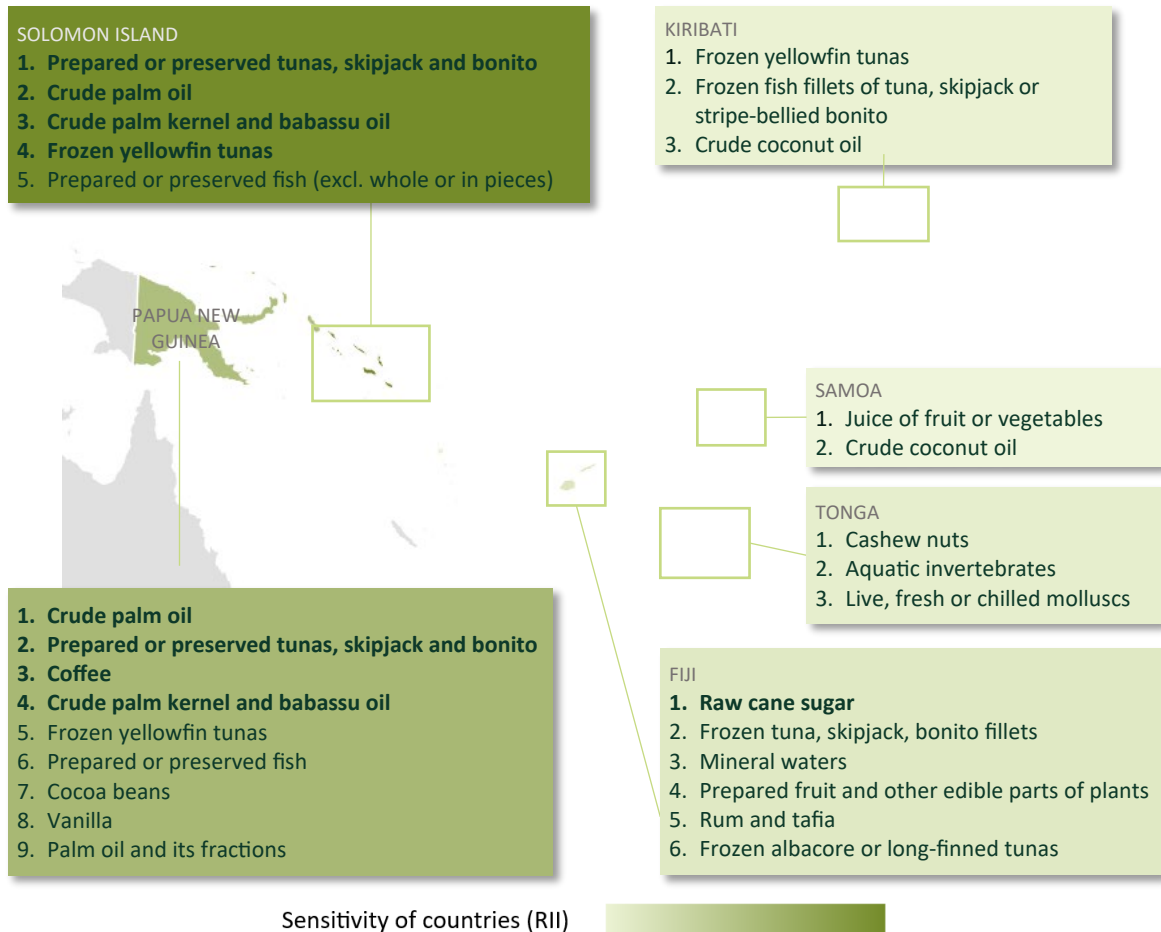 SOLOMON ISLAND
1. Prepared or preserved tunas, skipjack and bonito
2. Crude palm oil
3. Crude palm kernel and babassu oil
4. Frozen yellowfin tunas
5. Prepared or preserved fish (excl. whole or in pieces)
KIRIBATI
1. Frozen yellowfin tunas
2. Frozen fish fillets of tuna, skipjack or
stripe-bellied bonito
3. Crude coconut oil
PAPUA NEW
GUINEA
SAMOA
1. Juice of fruit or vegetables
2. Crude coconut oil
TONGA
1. Cashew nuts
2. Aquatic invertebrates
3. Live, fresh or chilled molluscs
1. Crude palm oil
2. Prepared or preserved tunas, skipjack and bonito
3. Coffee
4. Crude palm kernel and babassu oil
5. Frozen yellowfin tunas
6. Prepared or preserved fish
7. Cocoa beans
8. Vanilla
9. Palm oil and its fractions
FIJI
1. Raw cane sugar
2. Frozen tuna, skipjack, bonito fillets
3. Mineral waters
4. Prepared fruit and other edible parts of plants
5. Rum and tafia
6. Frozen albacore or long-finned tunas
Sensitivity of countries (RII)